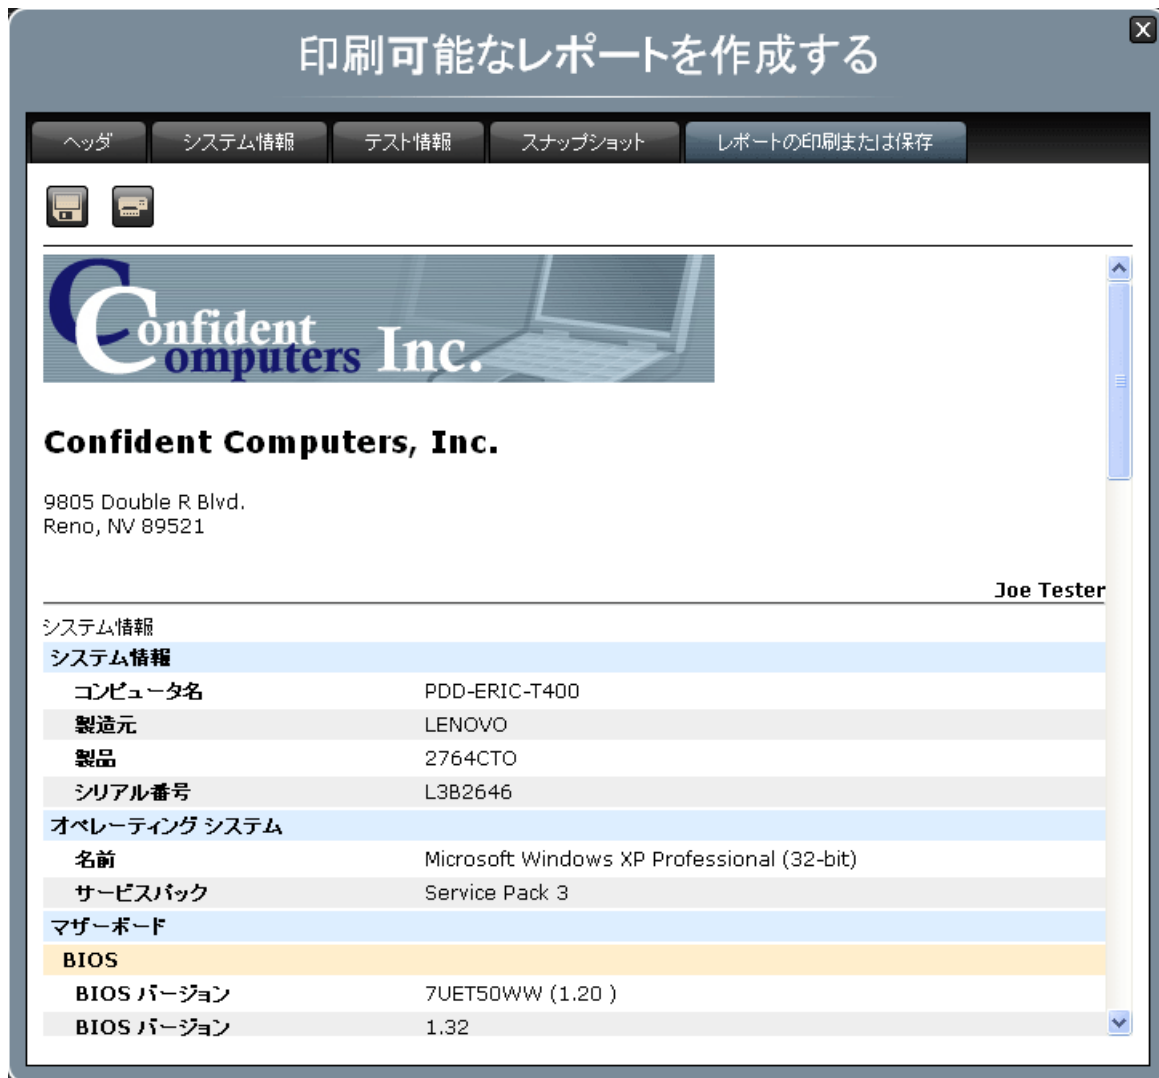 印刷可能なレポートを作成する
X
ヘッダ システム情報 テスト情報 スナップショット レポートの印刷または保存
Confident
Computers Inc.
Confident Computers, Inc.
9805 Double R Blvd.
Reno, NV 89521
Joe Tester
システム情報
システム情報
コンピュータ名 PDD-ERIC-T400
製造元 LENOVO
製品 2764CTO
シリアル番号 L3B2646
オペレーティング システム
名前 Microsoft Windows XP Professional (32-bit)
サービスパック Service Pack 3
マザーボード
BIOS
BIOS バージョン 7UET50WW (1.20 )
BIOS バージョン 1.32